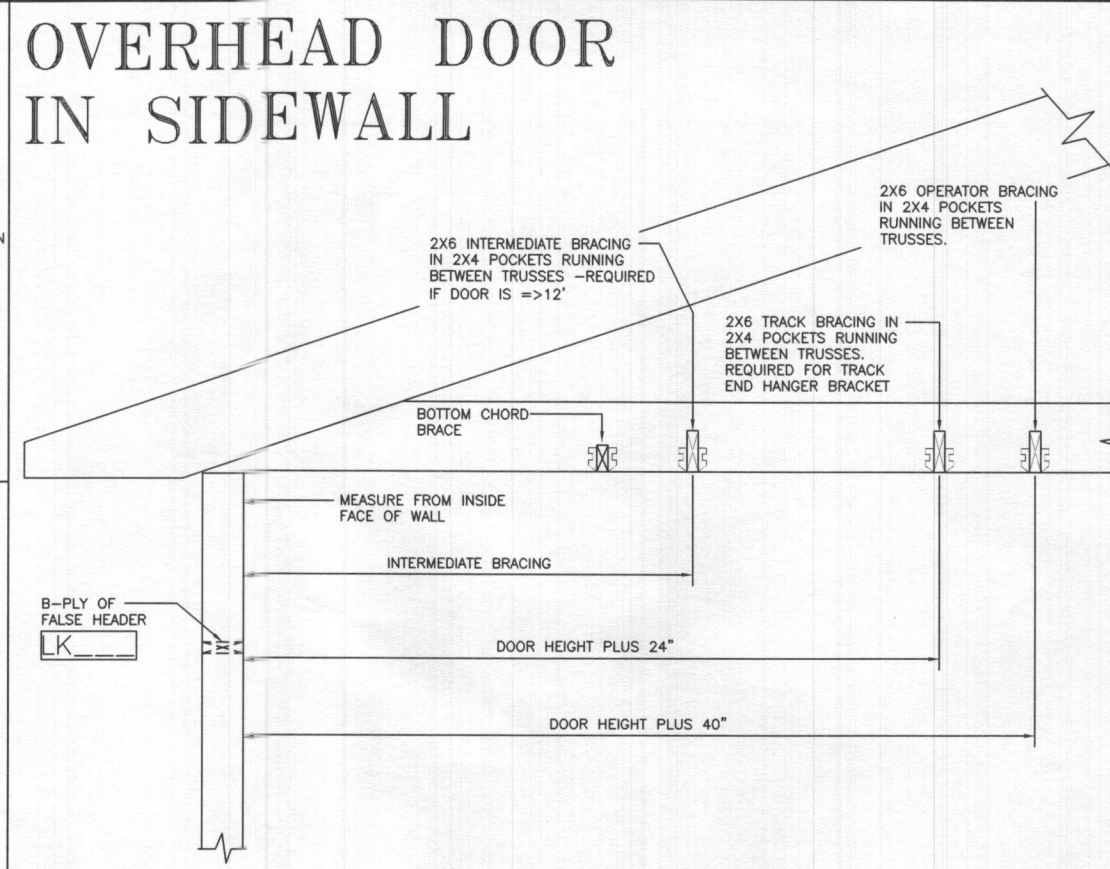 OVERHEAD DOOR
IN SIDEWALL
2X6 OPERATOR BRACING
IN 2X4 POCKETS
RUNNING BETWEEN
TRUSSES.
2X6 INTERMEDIATE BRACING
IN 2X4 POCKETS RUNNING
BETWEEN TRUSSES -REQUIRED
IF DOOR IS =>12'
2X6 TRACK BRACING IN
2X4 POCKETS RUNNING
BETWEEN TRUSSES.
REQUIRED FOR TRACK
END HANGER BRACKET
BOTTOM CHORD
BRACE
MEASURE FROM INSIDE
FACE OF WALL
INTERMEDIATE BRACING
B-PLY OF
FALSE HEADER
LK____
DOOR HEIGHT PLUS 24"
DOOR HEIGHT PLUS 40"